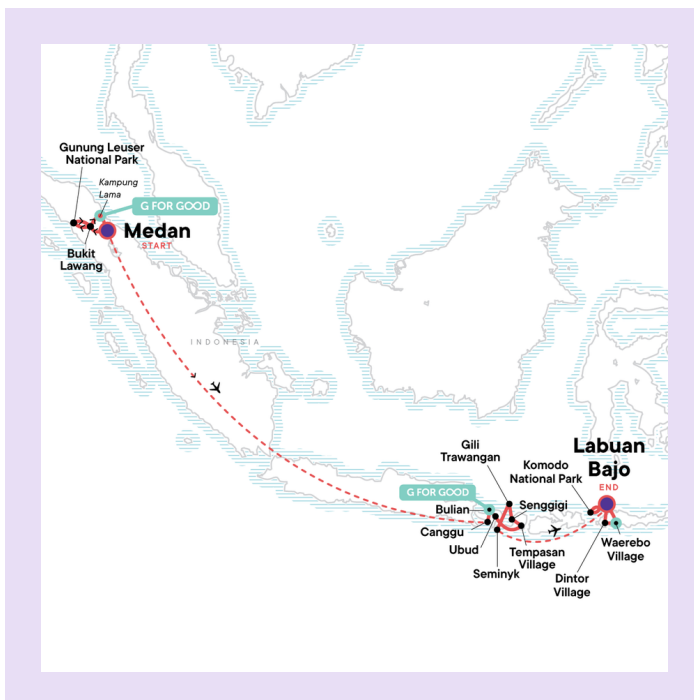 Gunung Leuser
National Park
Kampung
Lama
G FOR GOOD
Medan
START
Bukit
Lawang
INDONESIA
Gili
Trawangan
Labuan
Bajo
END
Komodo
National Park
G FOR GOOD
Bulian
Senggigi
Canggu
Ubud
Tempasan
Village
Seminyk
Waerebo
Village
Dintor
Village